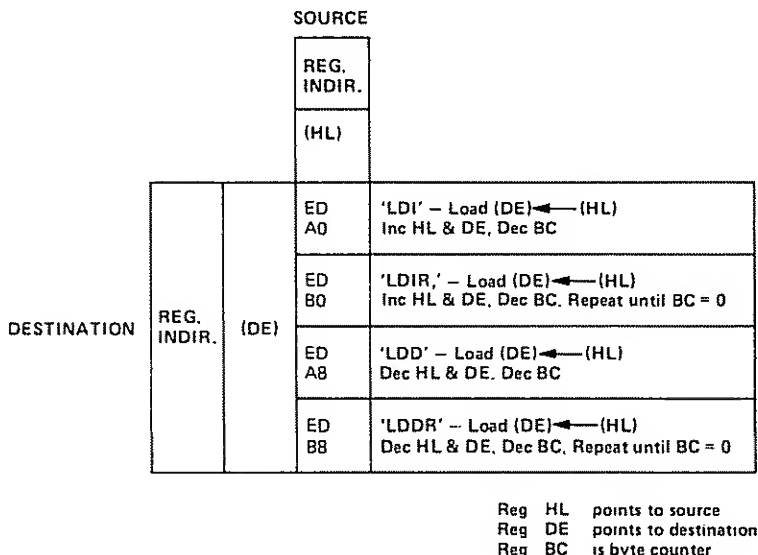 SOURCE
REG.
INDIR.
(HL)
DESTINATION
REG.
INDIR.
(DE)
ED
A0
'LDI' – Load (DE)◄—(HL)
Inc HL & DE, Dec BC
ED
B0
'LDIR,' – Load (DE)◄—(HL)
Inc HL & DE, Dec BC, Repeat until BC = 0
ED
A8
'LDD' – Load (DE)◄—(HL)
Dec HL & DE, Dec BC
ED
B8
'LDDR' – Load (DE)◄—(HL)
Dec HL & DE, Dec BC, Repeat until BC = 0
Reg HL points to source
Reg DE points to destination
Reg BC is byte counter